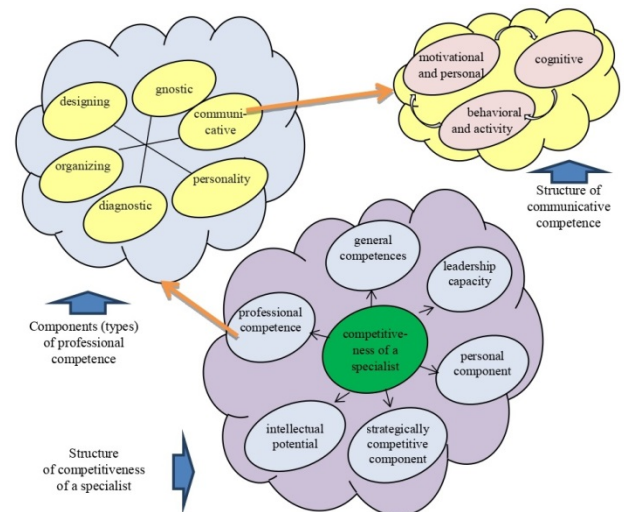 designing
gnostic
communi-
cative
organizing
diagnostic
personality
motivational
and personal
cognitive
behavioral
and activity
Structure of
communicative
competence
Components (types)
of professional
competence
general
competences
leadership
capacity
professional
competence
competitive-
ness of a
specialist
personal
component
intellectual
potential
strategically
competitive
component
Structure
of competitiveness
of a specialist